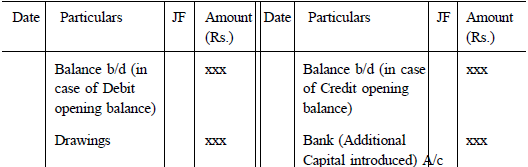 Date Particulars JF Amount (Rs.) Date Particulars JF Amount (Rs.)
Balance b/d (in case of Debit opening balance) xxx Balance b/d (in case of Credit opening balance) xxx
Drawings xxx Bank (Additional Capital introduced) A/c xxx